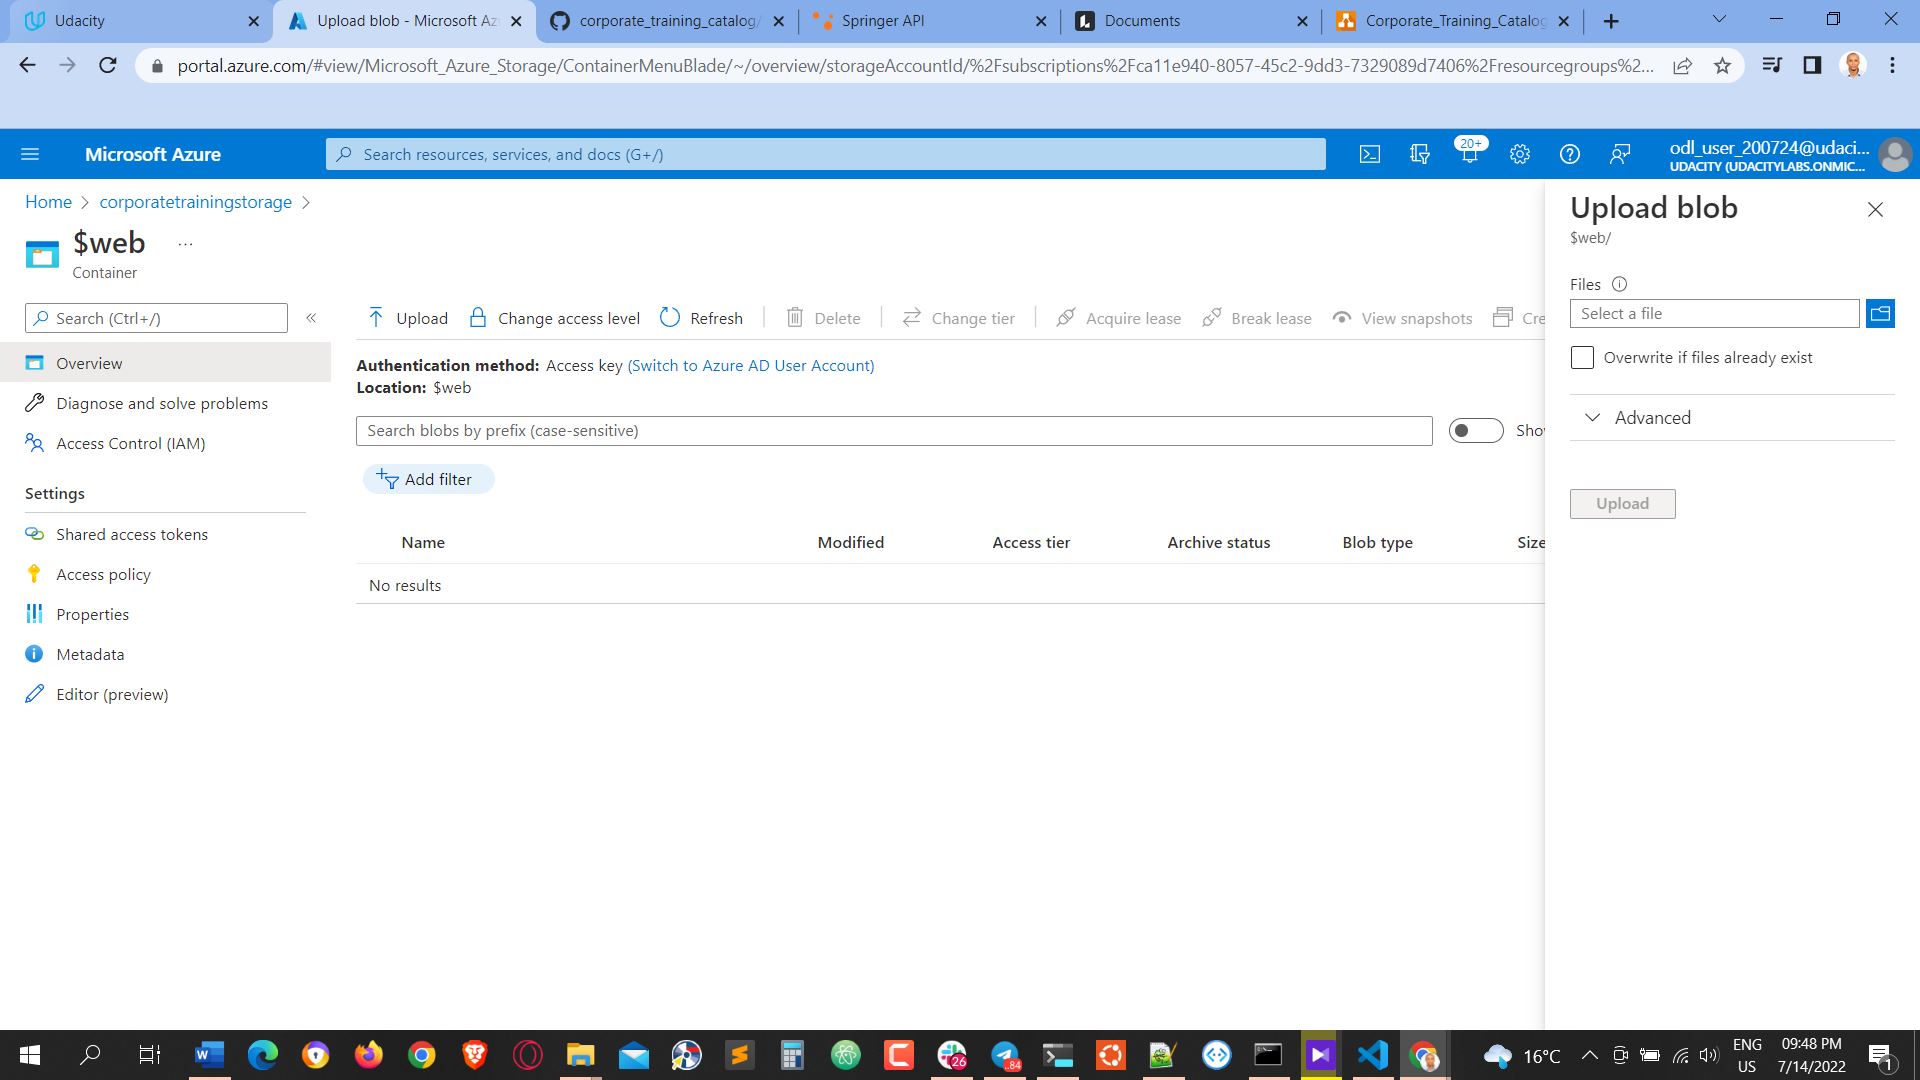 Udacity
Upload blob - Microsoft Az
corporate_training_catalog/
Springer API
Documents
Corporate_Training_Catalog
portal.azure.com/#view/Microsoft_Azure_Storage/ContainerMenuBlade/~/overview/storageAccountId/%2Fsubscriptions%2Fca11e940-8057-45c2-9dd3-7329089d7406%2Fresourcegroups%2...
Microsoft Azure
Search resources, services, and docs (G+/)
20+
odl_user_200724@udaci...
UDACITY (UDACITYLABS.ONMIC...
Home > corporatetrainingstorage >
$web
...
Container
Search (Ctrl+/)
«
Overview
Diagnose and solve problems
Access Control (IAM)
Settings
Shared access tokens
Access policy
Properties
Metadata
Editor (preview)
Upload
Change access level
Refresh
Delete
Change tier
Acquire lease
Break lease
View snapshots
Cre
Authentication method: Access key (Switch to Azure AD User Account)
Location: $web
Search blobs by prefix (case-sensitive)
Sho
Add filter
Name Modified Access tier Archive status Blob type Size
No results
Upload blob
$web/
Files
Select a file
Overwrite if files already exist
Advanced
Upload
26
84
16°C
ENG
US
09:48 PM
7/14/2022
1